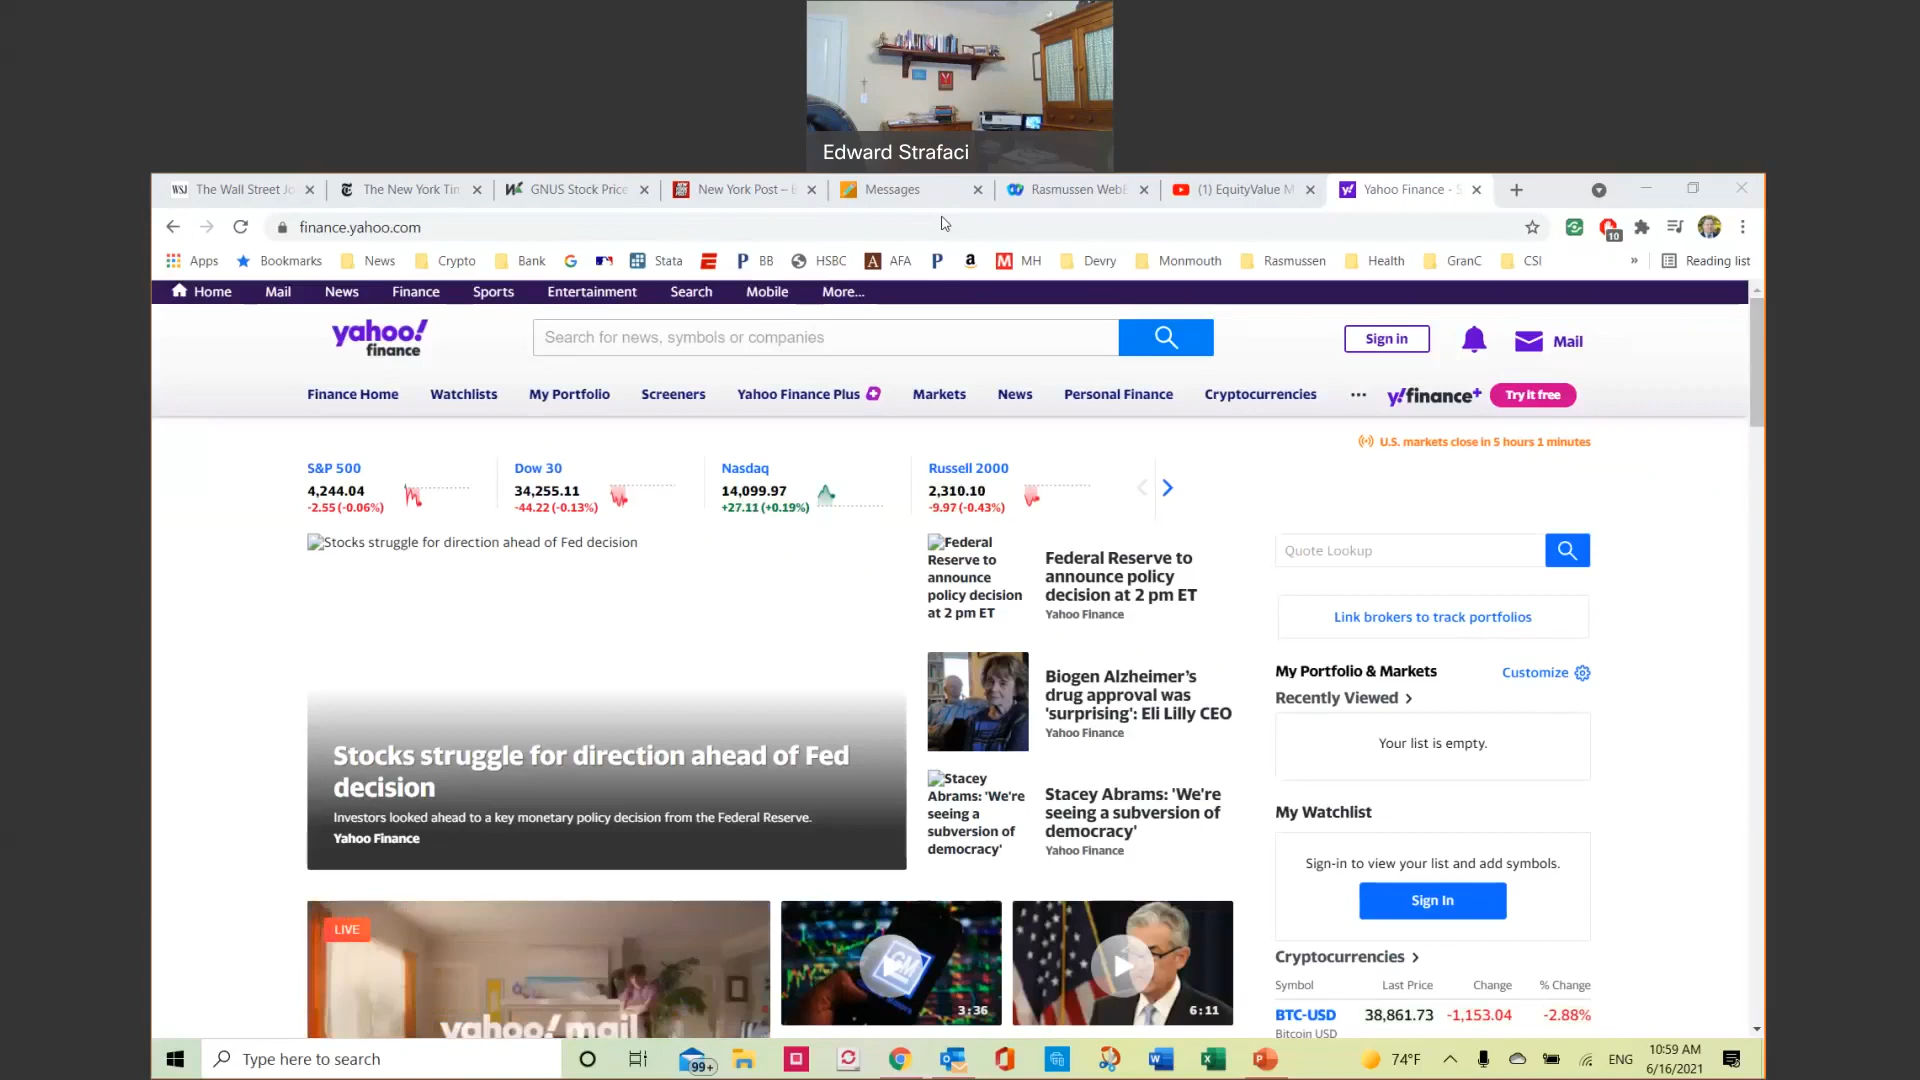 Edward Strafaci
WSJ The Wall Street Jo
The New York Tin
GNUS Stock Price
New York Post –
Messages
Rasmussen WebE
(1) EquityValue M
Yahoo Finance - S
finance.yahoo.com
10
Apps
Bookmarks
News
Crypto
Bank
Stata
BB
HSBC
AFA
MH
Devry
Monmouth
Rasmussen
Health
GranC
CSI
»
Reading list
Home
Mail
News
Finance
Sports
Entertainment
Search
Mobile
More...
yahoo!
finance
Search for news, symbols or companies
Sign in
Mail
Finance Home
Watchlists
My Portfolio
Screeners
Yahoo Finance Plus
Markets
News
Personal Finance
Cryptocurrencies
y!finance+
Try it free
U.S. markets close in 5 hours 1 minutes
S&P 500
4,244.04
-2.55 (-0.06%)
Dow 30
34,255.11
-44.22 (-0.13%)
Nasdaq
14,099.97
+27.11 (+0.19%)
Russell 2000
2,310.10
-9.97 (-0.43%)
Stocks struggle for direction ahead of Fed decision
Stocks struggle for direction ahead of Fed
decision
Investors looked ahead to a key monetary policy decision from the Federal Reserve.
Yahoo Finance
Federal
Reserve to
announce
policy decision
at 2 pm ET
Federal Reserve to
announce policy
decision at 2 pm ET
Yahoo Finance
Biogen Alzheimer's
drug approval was
'surprising': Eli Lilly CEO
Yahoo Finance
Stacey
Abrams: 'We're
seeing a
subversion of
democracy'
Stacey Abrams: 'We're
seeing a subversion of
democracy'
Yahoo Finance
Quote Lookup
Link brokers to track portfolios
My Portfolio & Markets
Customize
Recently Viewed
Your list is empty.
My Watchlist
Sign-in to view your list and add symbols.
Sign In
Cryptocurrencies
Symbol Last Price Change % Change
BTC-USD 38,861.73 -1,153.04 -2.88%
Bitcoin USD
LIVE
yahoo!mail
GM
3:36
6:11
Type here to search
99+
74°F
ENG
10:59 AM
6/16/2021